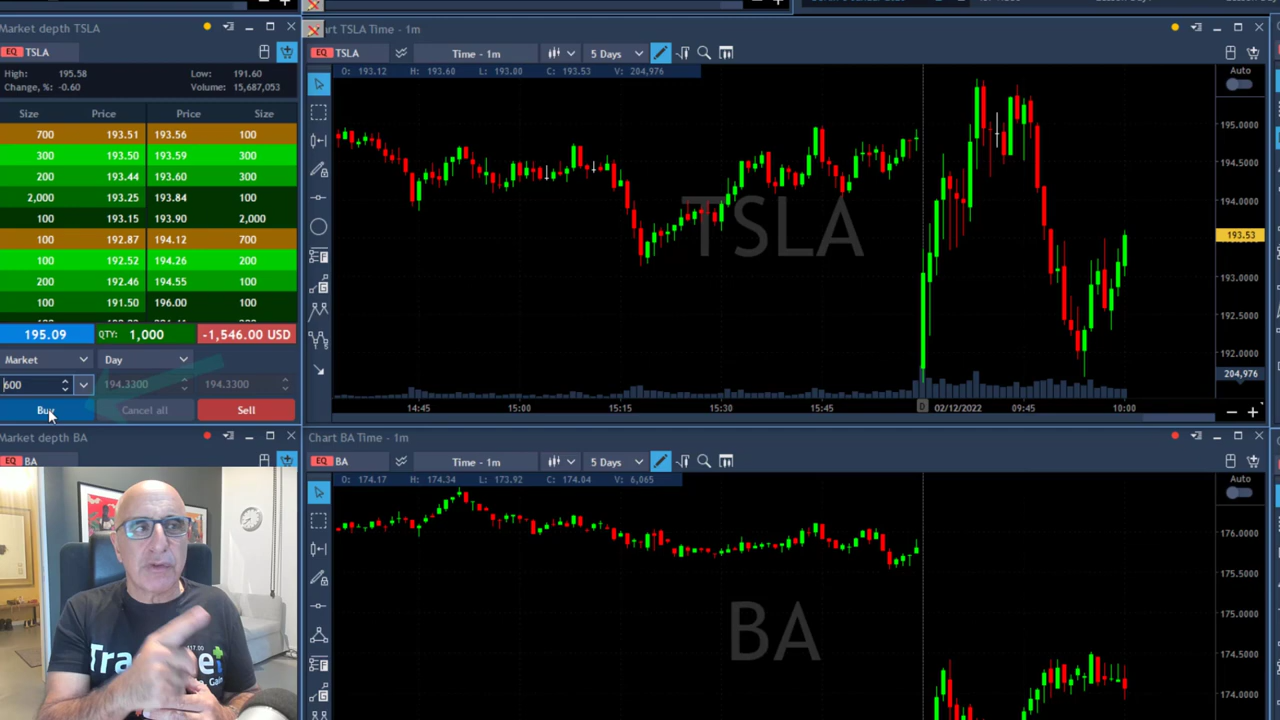 Market depth TSLA
EQ TSLA
High: 195.58 Low: 191.60
Change, %: -0.60 Volume: 15,687,053
Size Price Price Size
700 193.51 193.56 100
300 193.50 193.59 300
200 193.44 193.60 300
2,000 193.25 193.84 100
100 193.15 193.90 2,000
100 192.87 194.12 700
100 192.52 194.26 200
200 192.46 194.55 100
100 191.50 196.00 300
195.09 QTY: 1,000 -1,546.00 USD
Market Day
600 194.3300 194.3300
Buy Cancel all Sell
Chart TSLA Time - 1m
EQ TSLA Time - 1m 5 Days
O: 193.12 H: 193.60 L: 193.00 C: 193.53 V: 204,976
Auto
TSLA
195.0000
194.5000
194.0000
193.53
193.0000
192.5000
192.0000
204,976
14:45 15:00 15:15 15:30 15:45 D 02/12/2022 09:45 10:00
Market depth BA
EQ BA
Chart BA Time - 1m
EQ BA Time - 1m 5 Days
O: 174.17 H: 174.34 L: 173.92 C: 174.04 V: 6,065
Auto
BA
176.0000
175.5000
175.0000
174.5000
174.0000
117.00
Gain